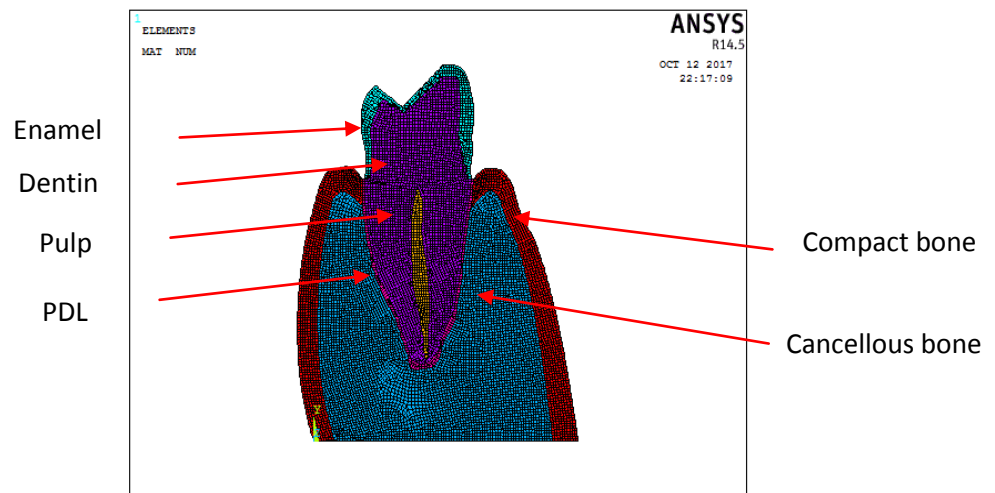 1
ELEMENTS
MAT NUM
ANSYS
R14.5
OCT 12 2017
22:17:09
Enamel
Dentin
Pulp
PDL
Compact bone
Cancellous bone
Y